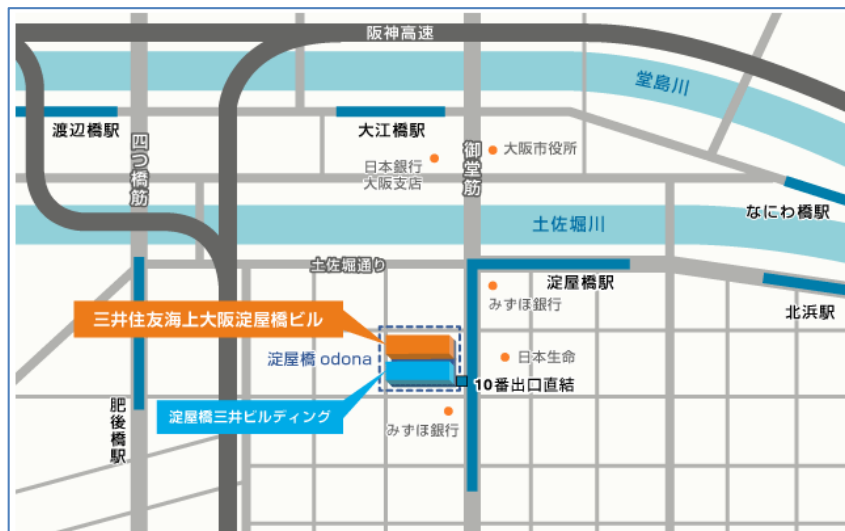 阪神高速
堂島川
渡辺橋駅
大江橋駅
四つ橋筋
御堂筋
大阪市役所
日本銀行
大阪支店
なにわ橋駅
土佐堀川
土佐堀通り
淀屋橋駅
みずほ銀行
北浜駅
三井住友海上大阪淀屋橋ビル
淀屋橋 odona
日本生命
10番出口直結
淀屋橋三井ビルディング
みずほ銀行
肥後橋駅